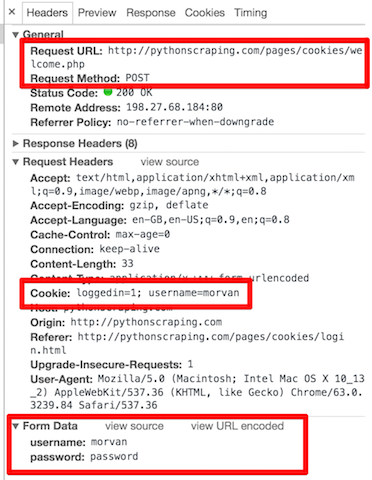 Headers Preview Response Cookies Timing
▼ General
Request URL: http://pythonscraping.com/pages/cookies/we
lcome.php
Request Method: POST
Status Code: 200 OK
Remote Address: 198.27.68.184:80
Referrer Policy: no-referrer-when-downgrade
▶ Response Headers (8)
▼ Request Headers view source
Accept: text/html,application/xhtml+xml,application/xm
l;q=0.9,image/webp,image/apng,*/*;q=0.8
Accept-Encoding: gzip, deflate
Accept-Language: en-GB,en-US;q=0.9,en;q=0.8
Cache-Control: max-age=0
Connection: keep-alive
Content-Length: 33
Content-Type: application/x-www-form-urlencoded
Cookie: loggedin=1; username=morvan
Host: pythonscraping.com
Origin: http://pythonscraping.com
Referer: http://pythonscraping.com/pages/cookies/logi
n.html
Upgrade-Insecure-Requests: 1
User-Agent: Mozilla/5.0 (Macintosh; Intel Mac OS X 10_13
_2) AppleWebKit/537.36 (KHTML, like Gecko) Chrome/63.0.
3239.84 Safari/537.36
▼ Form Data view source view URL encoded
username: morvan
password: password